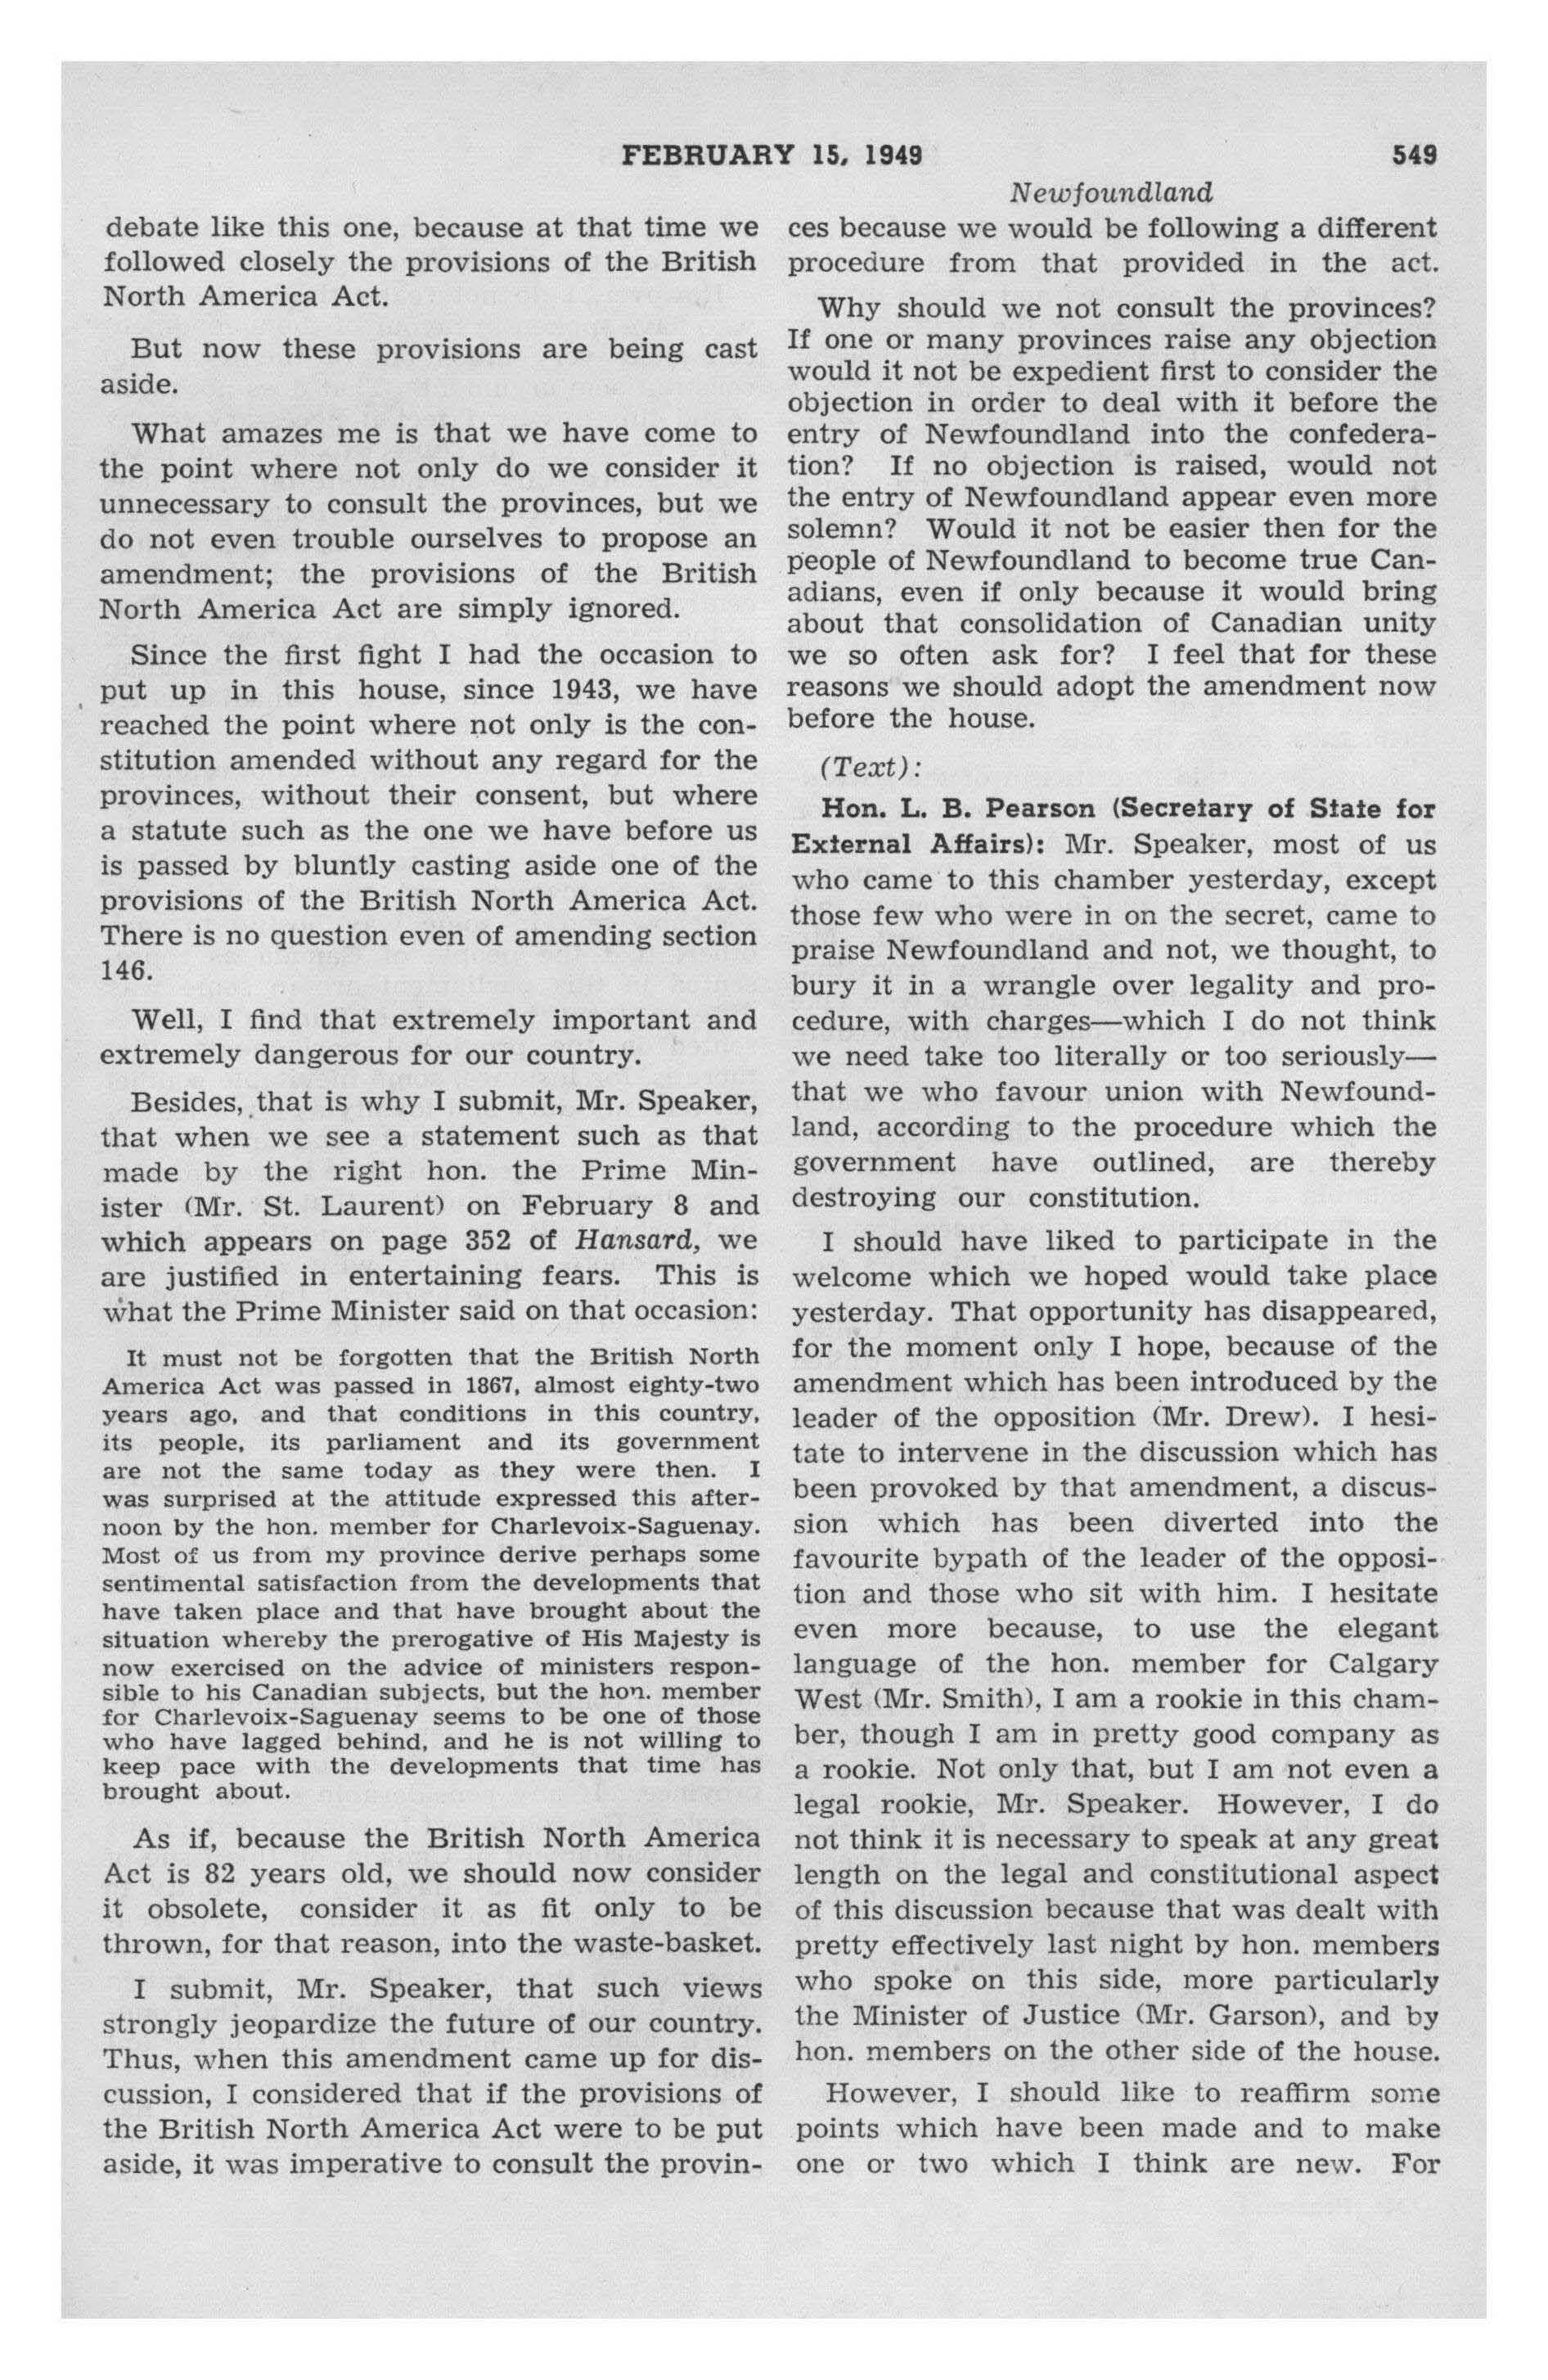 FEBRUARY 15, 1949 549
debate like this one, because at that time we
followed closely the provisions of the British
North America Act.
But now these provisions are being cast
aside.
What amazes me is that we have come to
the point where not only do we consider it
unnecessary to consult the provinces, but we
do not even trouble ourselves to propose an
amendment; the provisions of the British
North America Act are simply ignored.
Since the first fight I had the occasion to
put up in this house, since 1943, we have
reached the point where not only is the con-
stitution amended without any regard for the
provinces, without their consent, but where
a statute such as the one we have before us
is passed by bluntly casting aside one of the
provisions of the British North America Act.
There is no question even of amending section
146.
Well, I find that extremely important and
extremely dangerous for our country.
Besides, that is why I submit, Mr. Speaker,
that when we see a statement such as that
made by the right hon. the Prime Min-
ister (Mr. St. Laurent) on February 8 and
which appears on page 352 of Hansard, we
are justified in entertaining fears. This is
what the Prime Minister said on that occasion:
It must not be forgotten that the British North
America Act was passed in 1867, almost eighty-two
years ago, and that conditions in this country,
its people, its parliament and its government
are not the same today as they were then. I
was surprised at the attitude expressed this after-
noon by the hon. member for Charlevoix-Saguenay.
Most of us from my province derive perhaps some
sentimental satisfaction from the developments that
have taken place and that have brought about the
situation whereby the prerogative of His Majesty is
now exercised on the advice of ministers respon-
sible to his Canadian subjects, but the hon. member
for Charlevoix-Saguenay seems to be one of those
who have lagged behind, and he is not willing to
keep pace with the developments that time has
brought about.
As if, because the British North America
Act is 82 years old, we should now consider
it obsolete, consider it as fit only to be
thrown, for that reason, into the waste-basket.
I submit, Mr. Speaker, that such views
strongly jeopardize the future of our country.
Thus, when this amendment came up for dis-
cussion, I considered that if the provisions of
the British North America Act were to be put
aside, it was imperative to consult the provin-
Newfoundland
ces because we would be following a different
procedure from that provided in the act.
Why should we not consult the provinces?
If one or many provinces raise any objection
would it not be expedient first to consider the
objection in order to deal with it before the
entry of Newfoundland into the confedera-
tion? If no objection is raised, would not
the entry of Newfoundland appear even more
solemn? Would it not be easier then for the
people of Newfoundland to become true Can-
adians, even if only because it would bring
about that consolidation of Canadian unity
we so often ask for? I feel that for these
reasons we should adopt the amendment now
before the house.
(Text):
Hon. L. B. Pearson (Secretary of State for
External Affairs): Mr. Speaker, most of us
who came to this chamber yesterday, except
those few who were in on the secret, came to
praise Newfoundland and not, we thought, to
bury it in a wrangle over legality and pro-
cedure, with charges—which I do not think
we need take too literally or too seriously—
that we who favour union with Newfound-
land, according to the procedure which the
government have outlined, are thereby
destroying our constitution.
I should have liked to participate in the
welcome which we hoped would take place
yesterday. That opportunity has disappeared,
for the moment only I hope, because of the
amendment which has been introduced by the
leader of the opposition (Mr. Drew). I hesi-
tate to intervene in the discussion which has
been provoked by that amendment, a discus-
sion which has been diverted into the
favourite bypath of the leader of the opposi-
tion and those who sit with him. I hesitate
even more because, to use the elegant
language of the hon. member for Calgary
West (Mr. Smith), I am a rookie in this cham-
ber, though I am in pretty good company as
a rookie. Not only that, but I am not even a
legal rookie, Mr. Speaker. However, I do
not think it is necessary to speak at any great
length on the legal and constitutional aspect
of this discussion because that was dealt with
pretty effectively last night by hon. members
who spoke on this side, more particularly
the Minister of Justice (Mr. Garson), and by
hon. members on the other side of the house.
However, I should like to reaffirm some
points which have been made and to make
one or two which I think are new. For